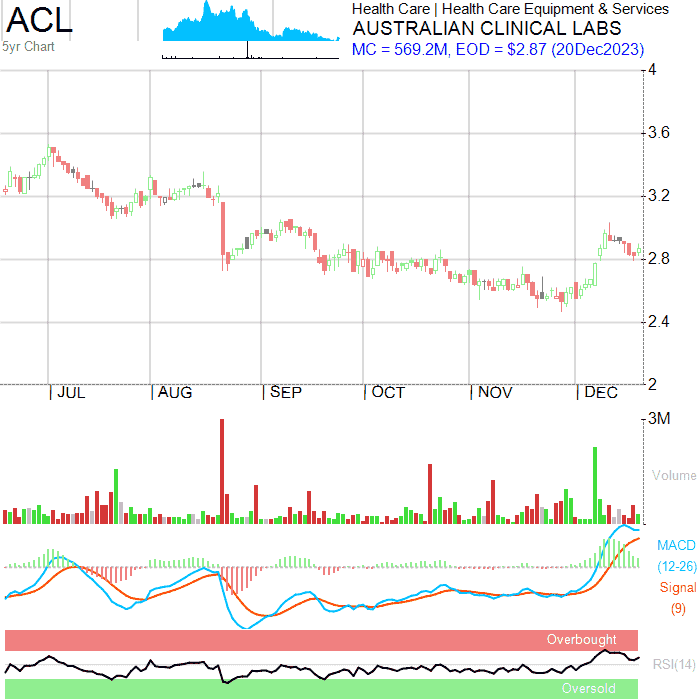 ACL
5yr Chart
Health Care | Health Care Equipment & Services
AUSTRALIAN CLINICAL LABS
MC = 569.2M, EOD = $2.87 (20Dec2023)
4
3.6
3.2
2.8
2.4
2
JUL AUG SEP OCT NOV DEC
3M
Volume
MACD
(12-26)
Signal
(9)
Overbought
RSI(14)
Oversold